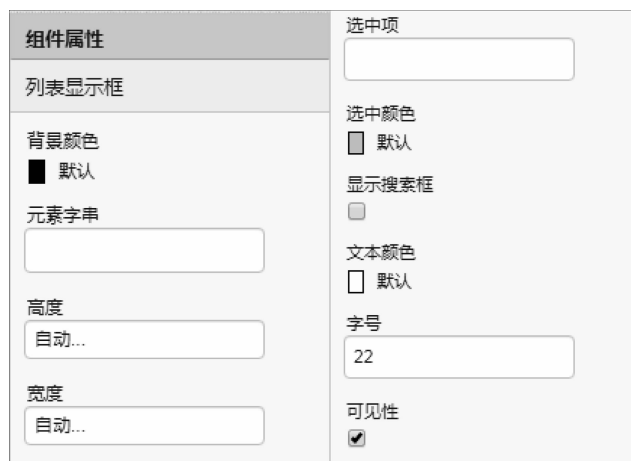 组件属性
列表显示框
背景颜色
默认
元素字串
高度
自动...
宽度
自动...
选中项
选中颜色
默认
显示搜索框
文本颜色
默认
字号
22
可见性